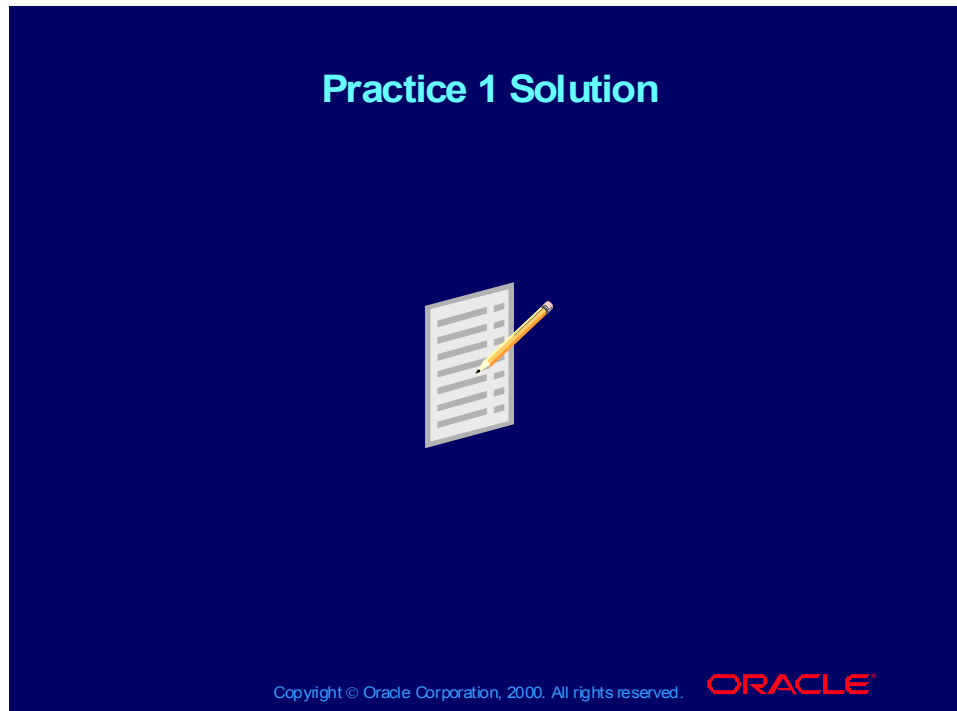 Practice 1 Solution
Copyright © Oracle Corporation, 2000. All rights reserved.
ORACLE®